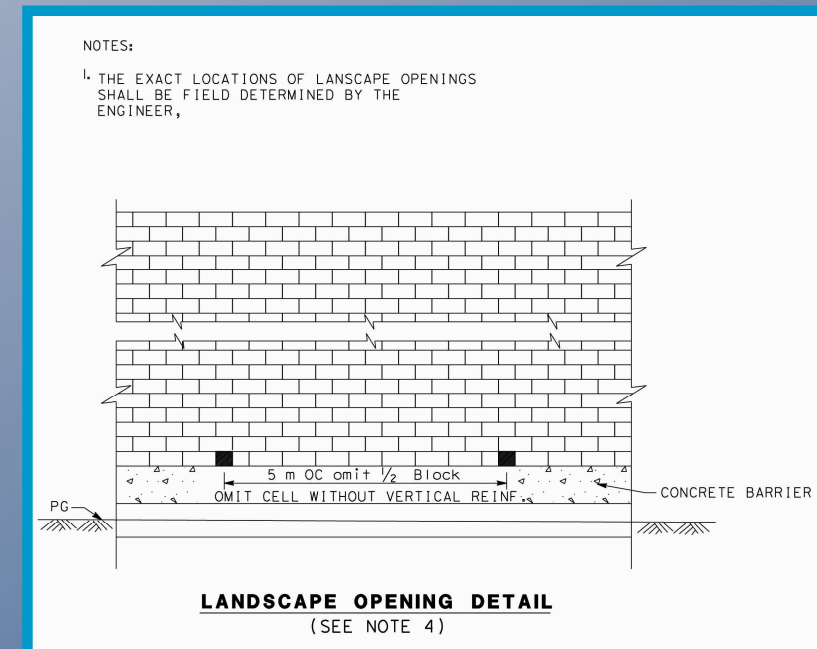 NOTES:
1. THE EXACT LOCATIONS OF LANSCAPE OPENINGS
SHALL BE FIELD DETERMINED BY THE
ENGINEER,
5 m OC omit 1/2 Block
OMIT CELL WITHOUT VERTICAL REINF.
PG
CONCRETE BARRIER
LANDSCAPE OPENING DETAIL
(SEE NOTE 4)